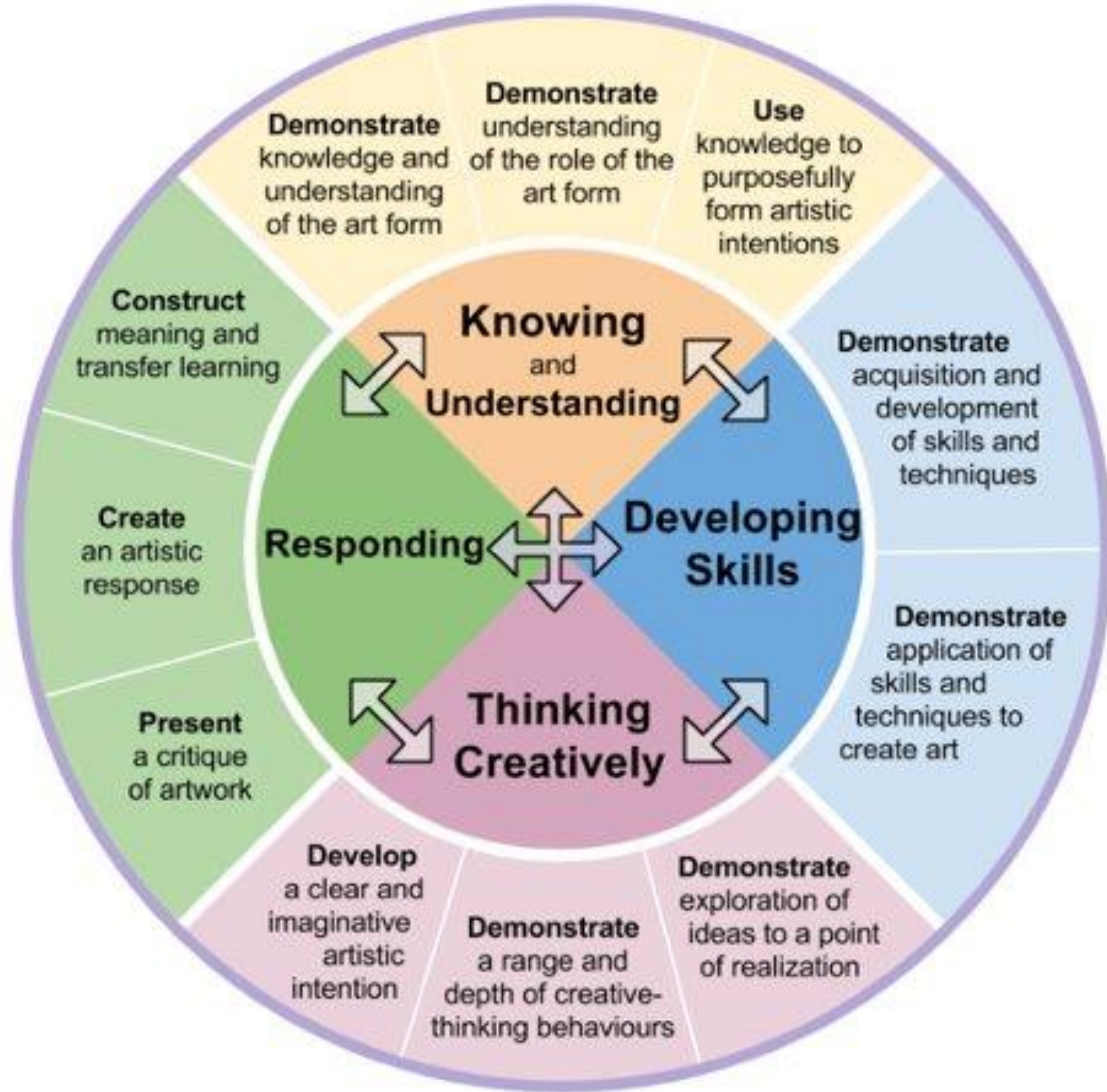 Demonstrate
knowledge and
understanding
of the art form
Demonstrate
understanding
of the role of the
art form
Use
knowledge to
purposefully
form artistic
intentions
Demonstrate
acquisition and
development
of skills and
techniques
Demonstrate
application of
skills and
techniques to
create art
Demonstrate
exploration of
ideas to a point
of realization
Demonstrate
a range and
depth of creative-
thinking behaviours
Develop
a clear and
imaginative
artistic
intention
Present
a critique
of artwork
Create
an artistic
response
Construct
meaning and
transfer learning
Knowing
and
Understanding
Developing
Skills
Thinking
Creatively
Responding